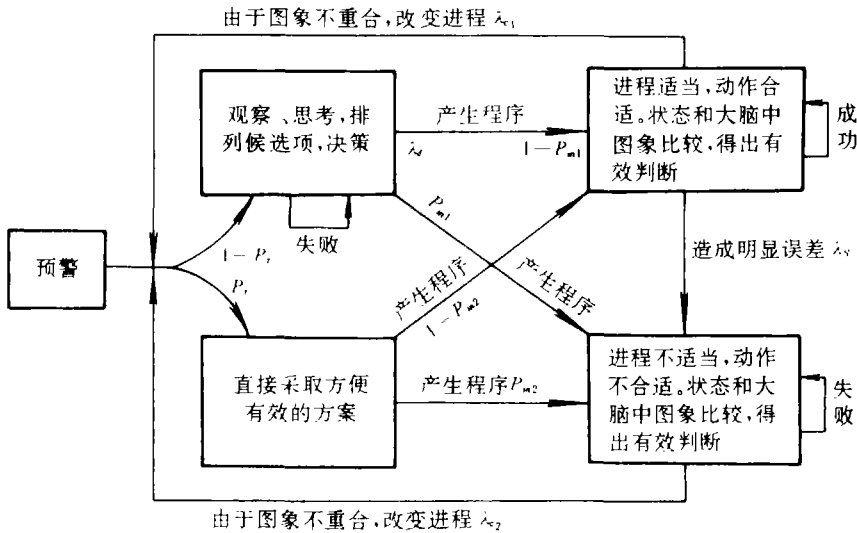 由于图象不重合,改变进程 λc1
观察、思考,排
列候选项,决策
产生程序
λd
1－Pm1
进程适当,动作合
适。状态和大脑中
图象比较,得出有
效判断
成功
失败
Pm1
预警
1－Pr
Pr
产生程序
1－Pm2
产生程序
造成明显误差
直接采取方便
有效的方案
产生程序Pm2
进程不适当,动作
不合适。状态和大
脑中图象比较,得
出有效判断
失败
由于图象不重合,改变进程 λc2